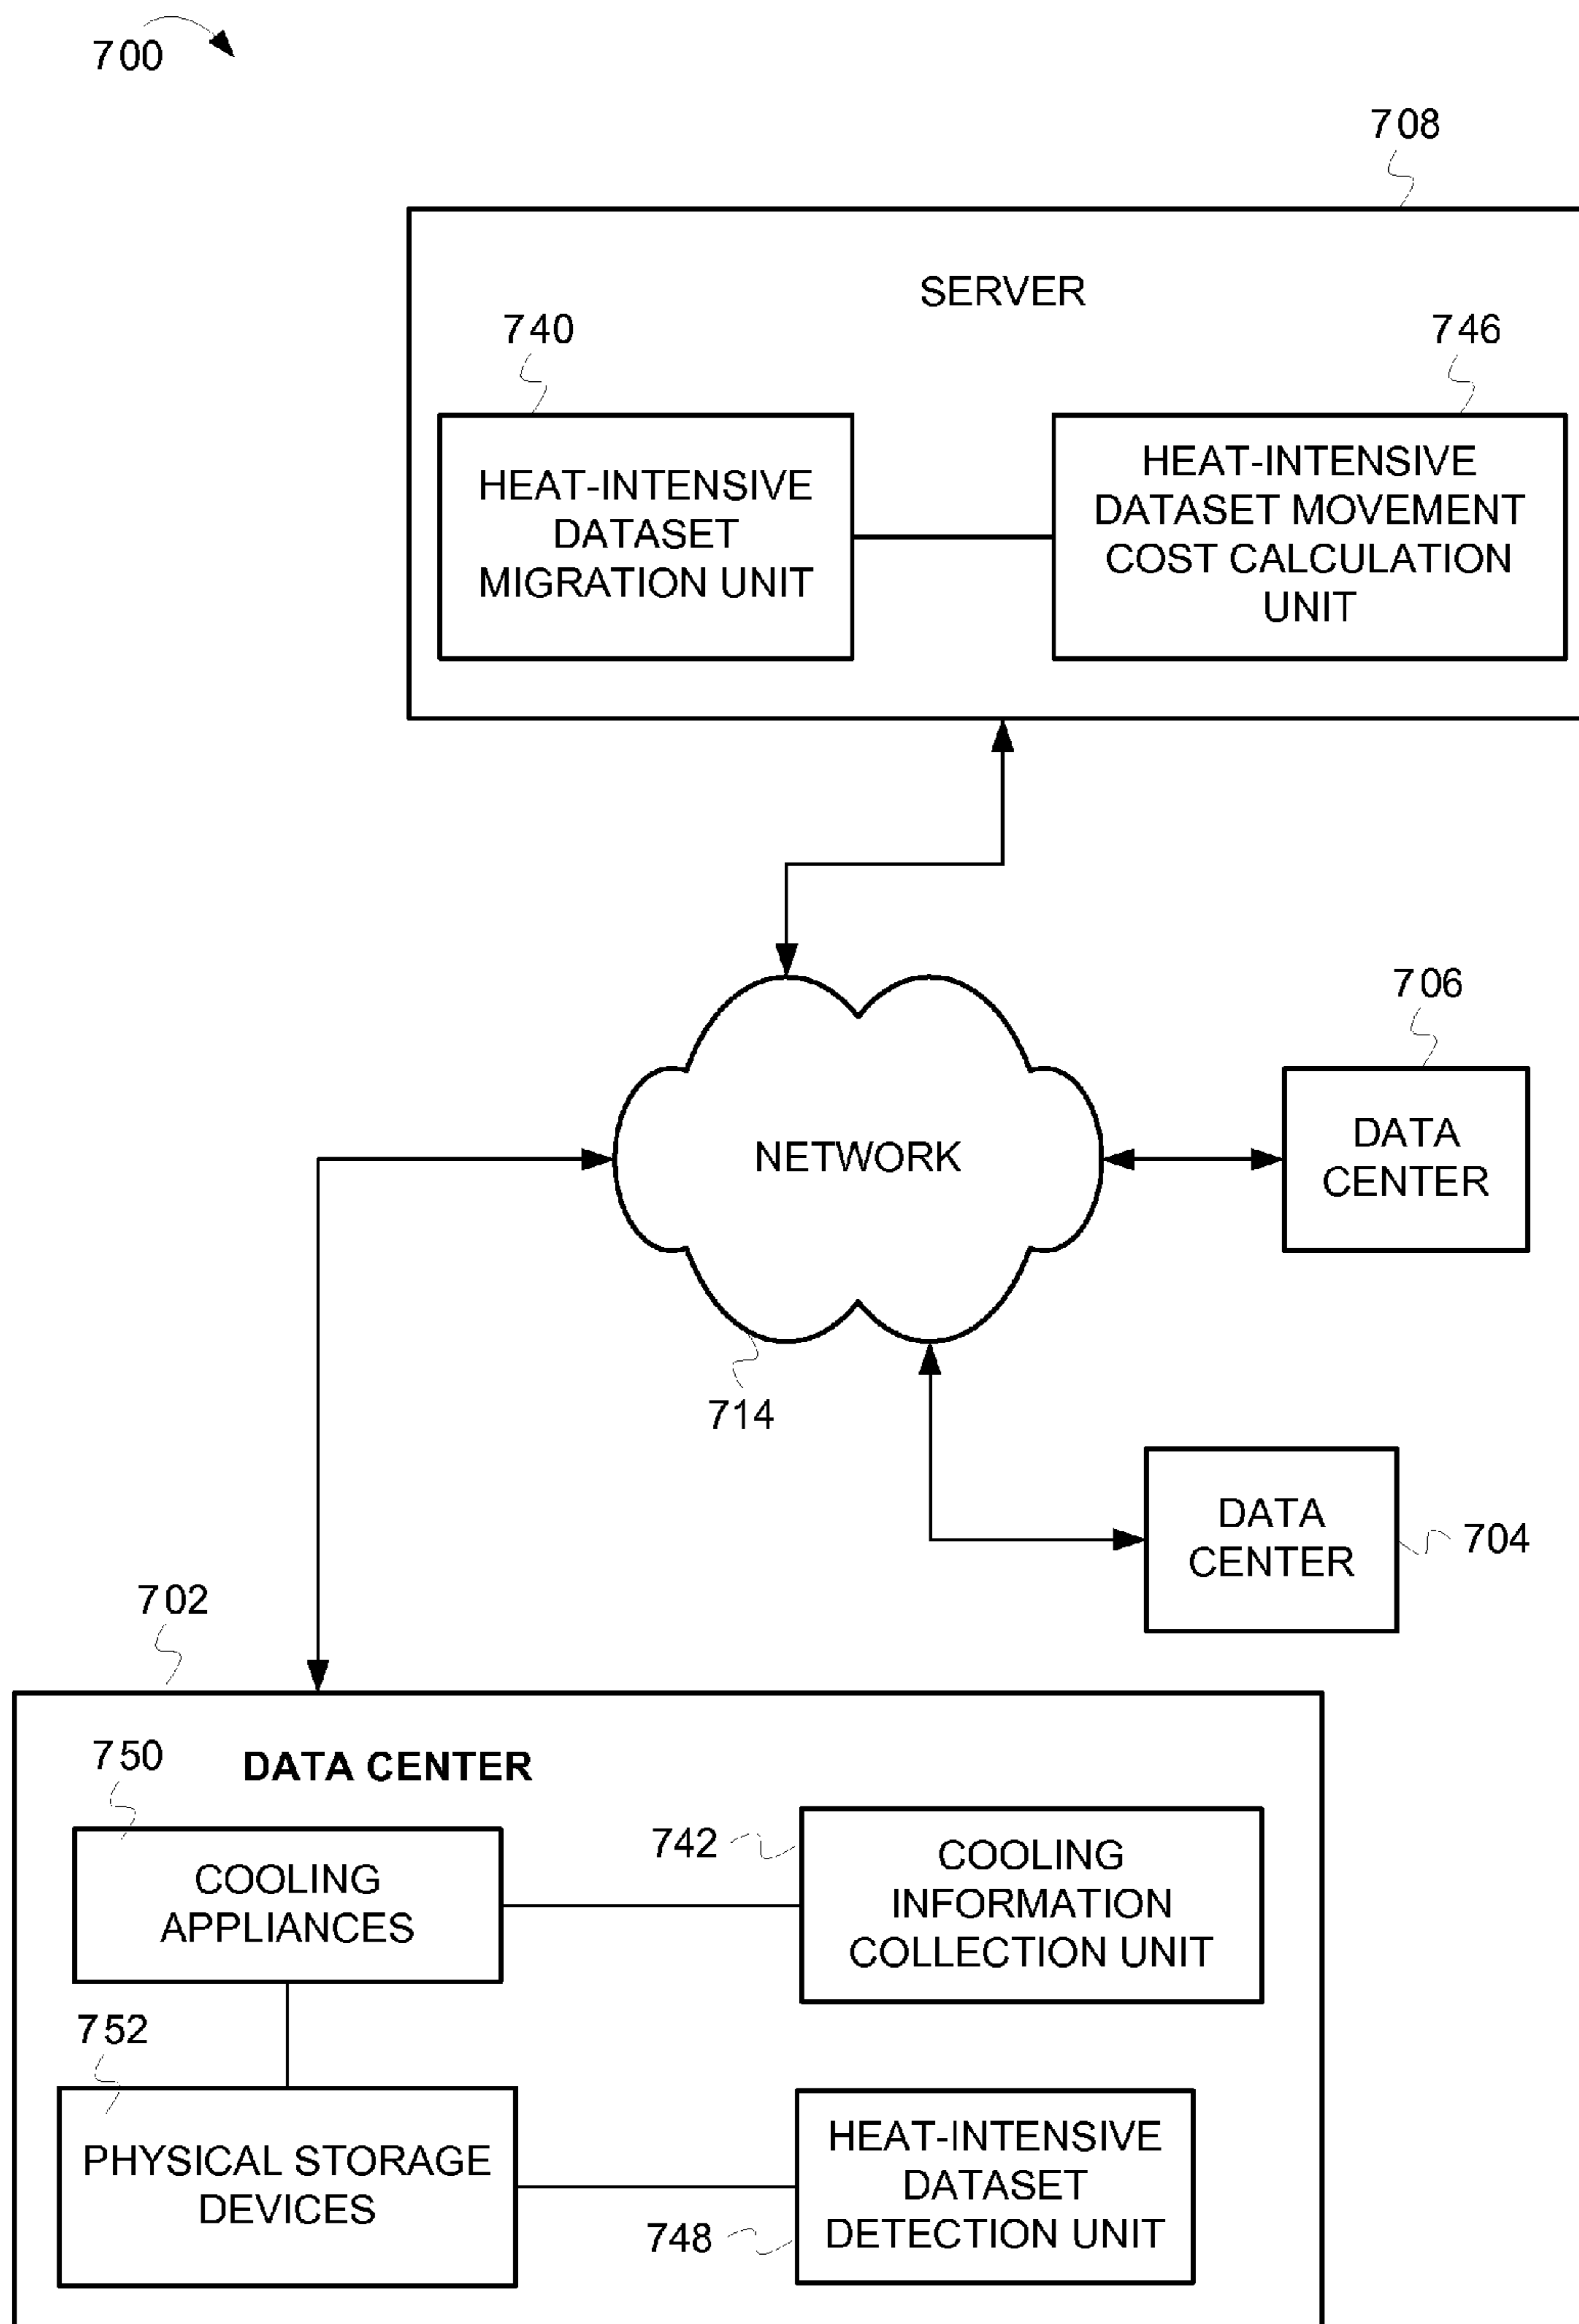 700
708
SERVER
740
746
HEAT-INTENSIVE
DATASET
MIGRATION UNIT
HEAT-INTENSIVE
DATASET MOVEMENT
COST CALCULATION
UNIT
706
NETWORK
DATA
CENTER
714
DATA
CENTER
704
702
750
DATA CENTER
COOLING
APPLIANCES
742
COOLING
INFORMATION
COLLECTION UNIT
752
PHYSICAL STORAGE
DEVICES
HEAT-INTENSIVE
DATASET
DETECTION UNIT
748